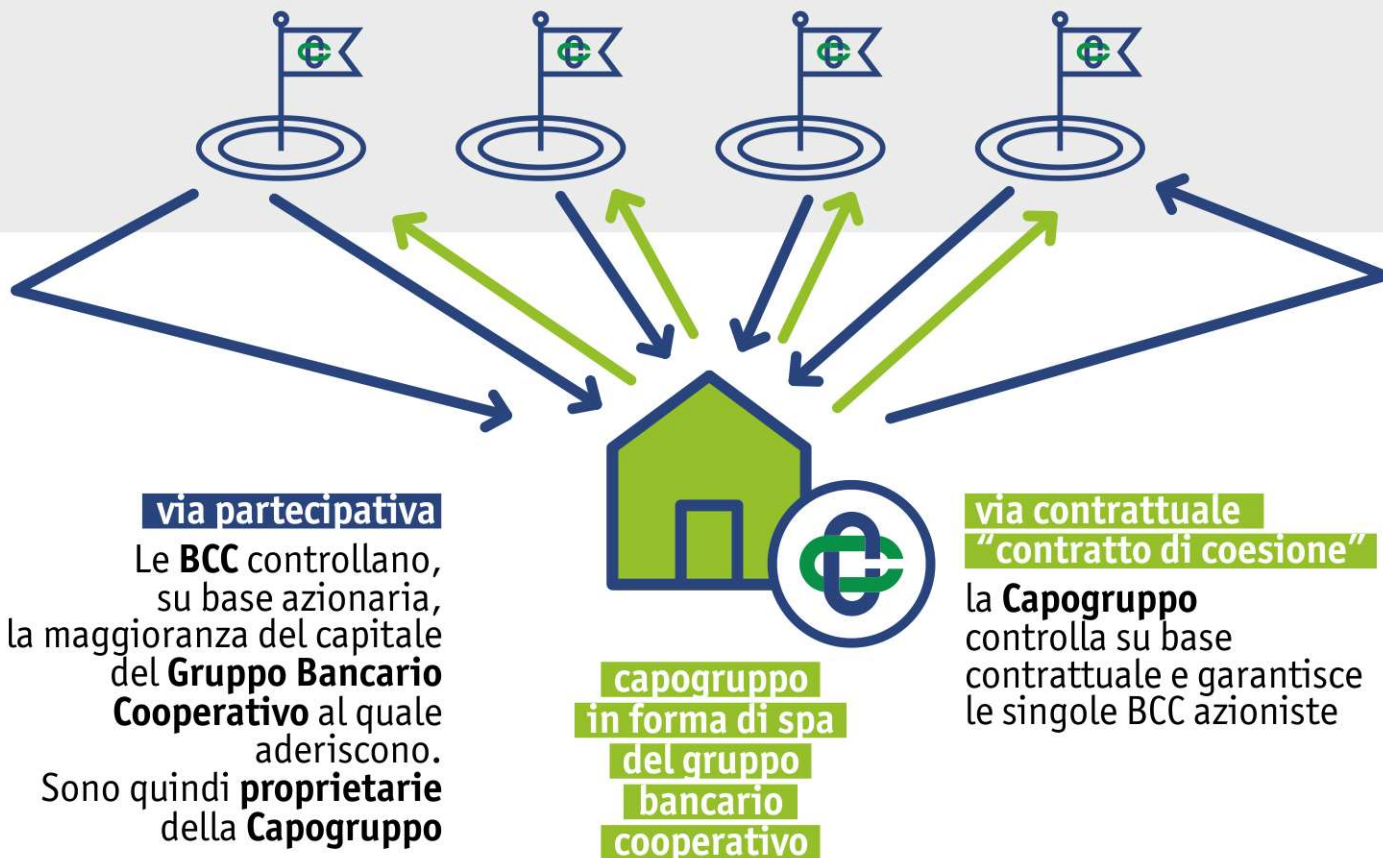 via partecipativa
Le BCC controllano,
su base azionaria,
la maggioranza del capitale
del Gruppo Bancario
Cooperativo al quale
aderiscono.
Sono quindi proprietarie
della Capogruppo
capogruppo
in forma di spa
del gruppo
bancario
cooperativo
via contrattuale
“contratto di coesione”
la Capogruppo
controlla su base
contrattuale e garantisce
le singole BCC azioniste